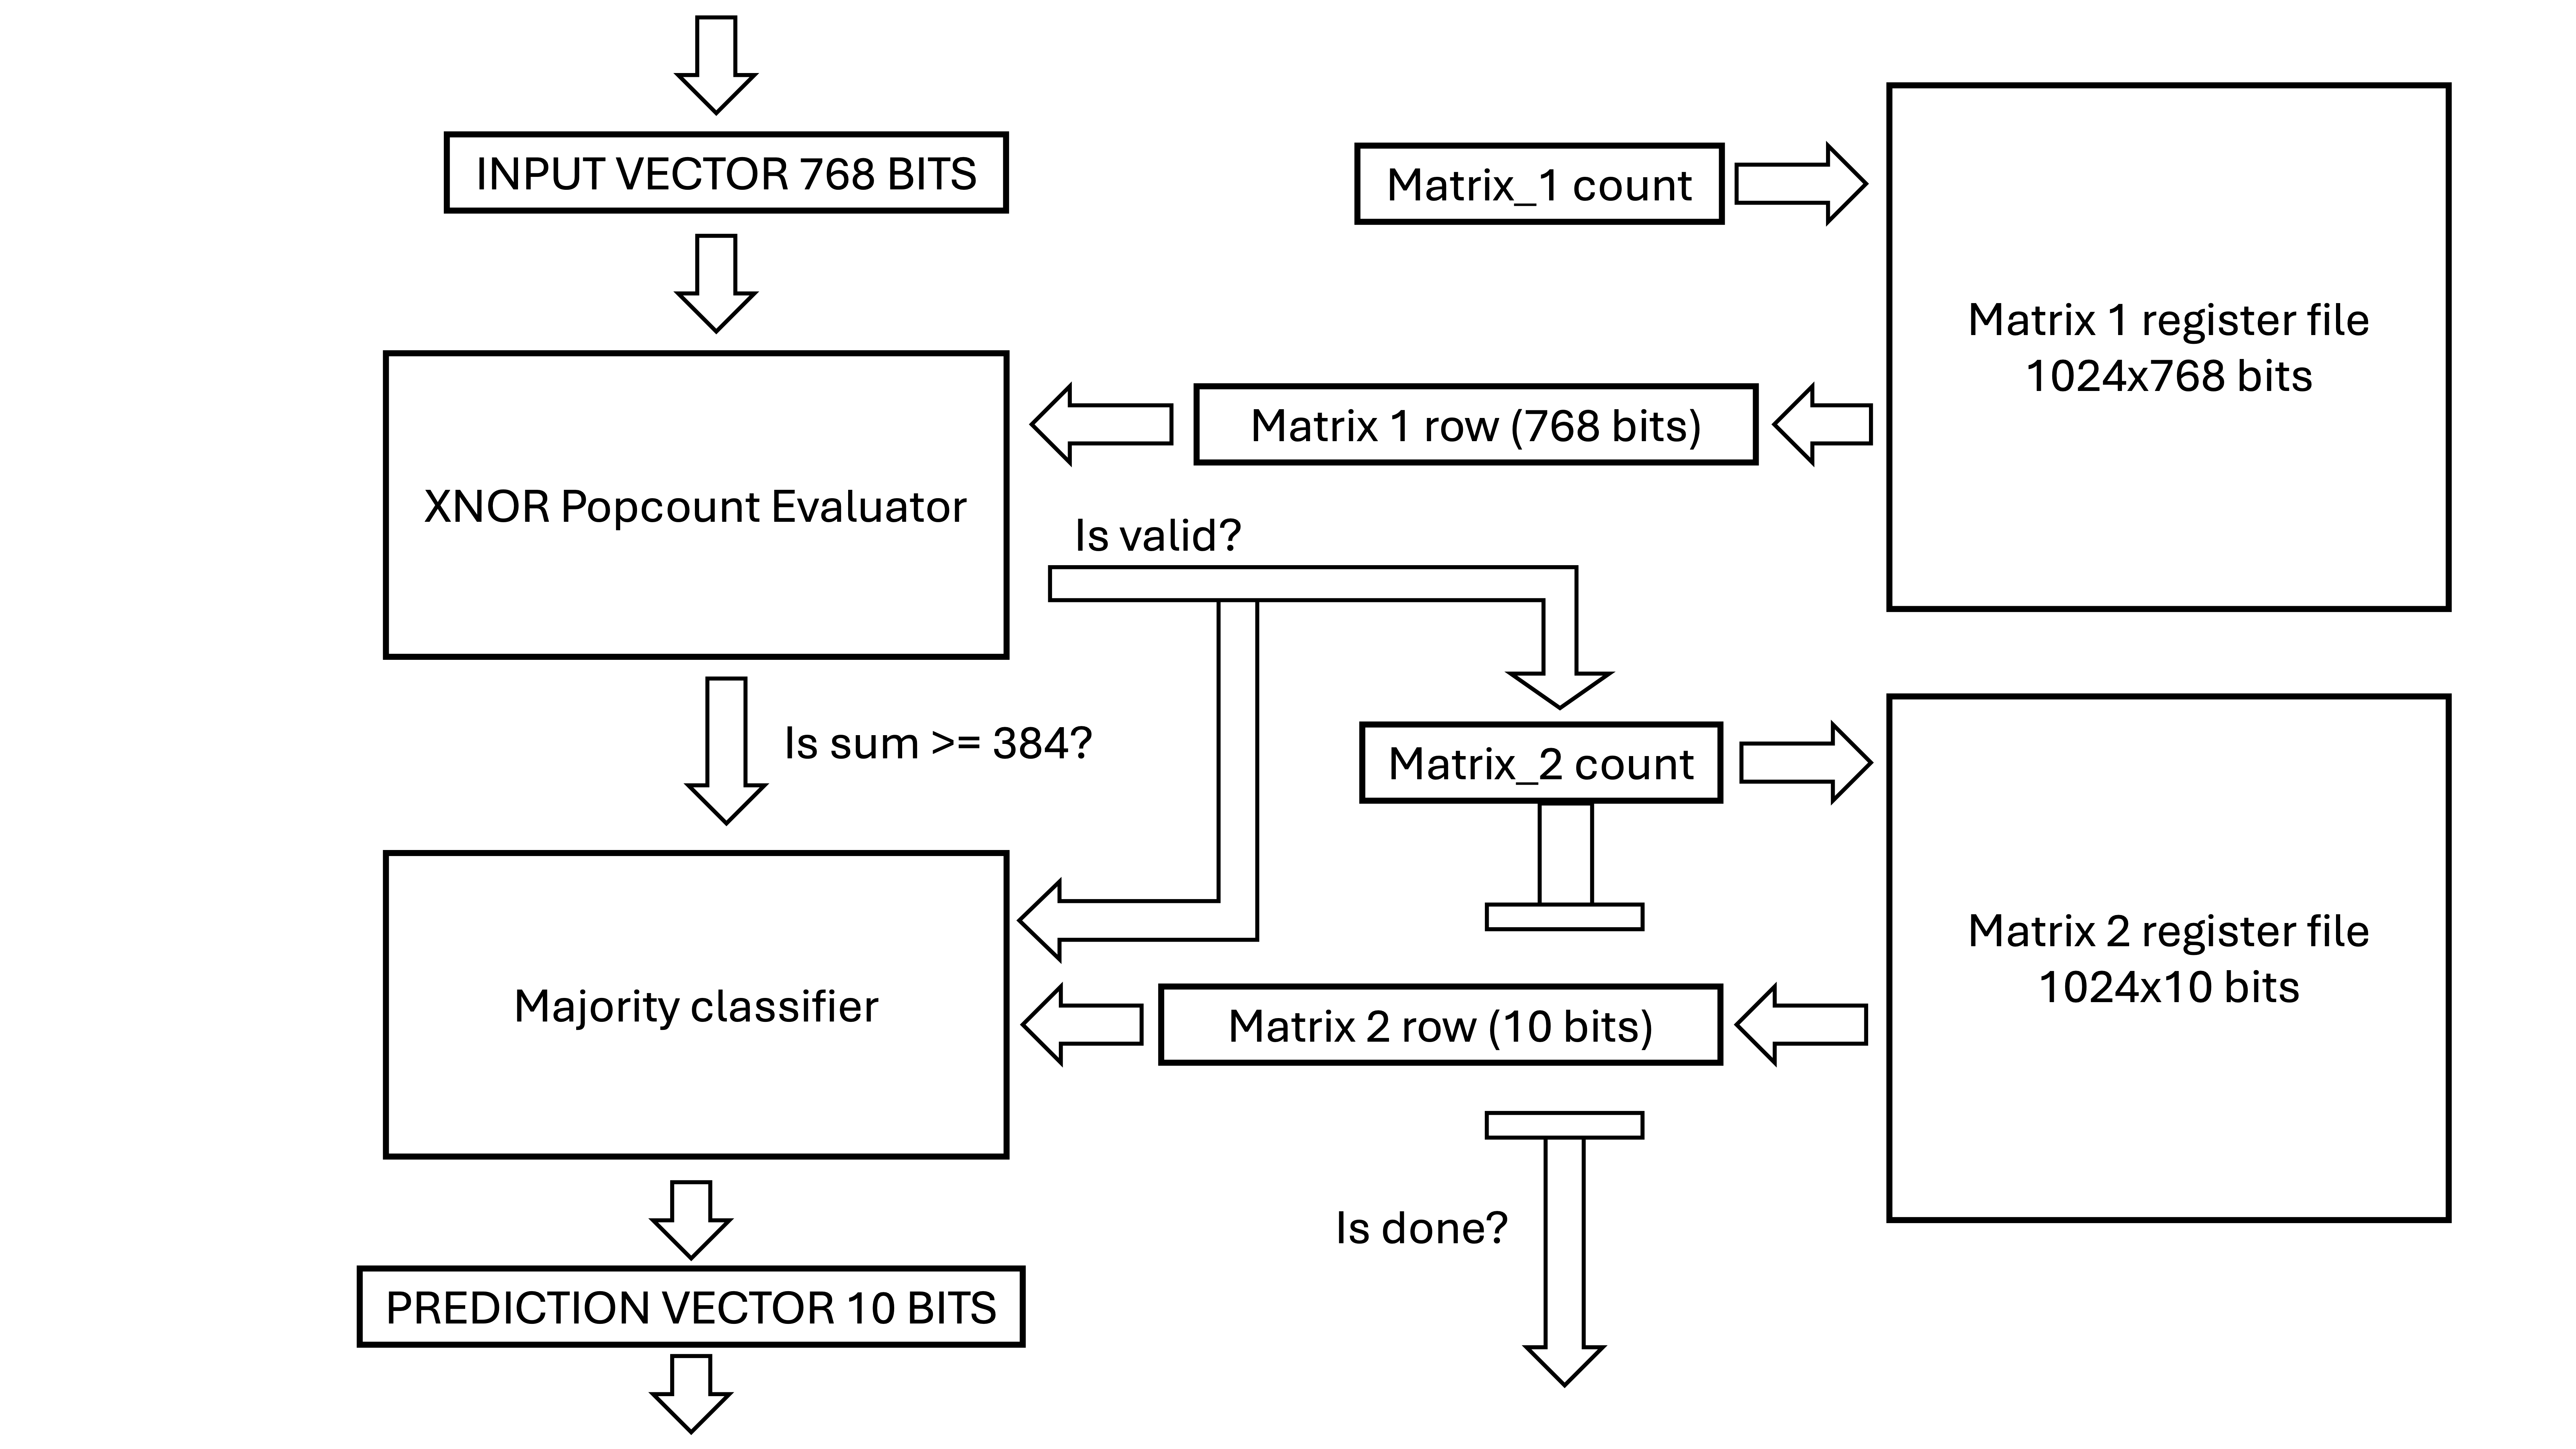 INPUT VECTOR 768 BITS
Matrix_1 count
Matrix 1 register file
1024x768 bits
Matrix 1 row (768 bits)
XNOR Popcount Evaluator
Is valid?
Is sum >= 384?
Matrix_2 count
Matrix 2 register file
1024x10 bits
Majority classifier
Matrix 2 row (10 bits)
Is done?
PREDICTION VECTOR 10 BITS